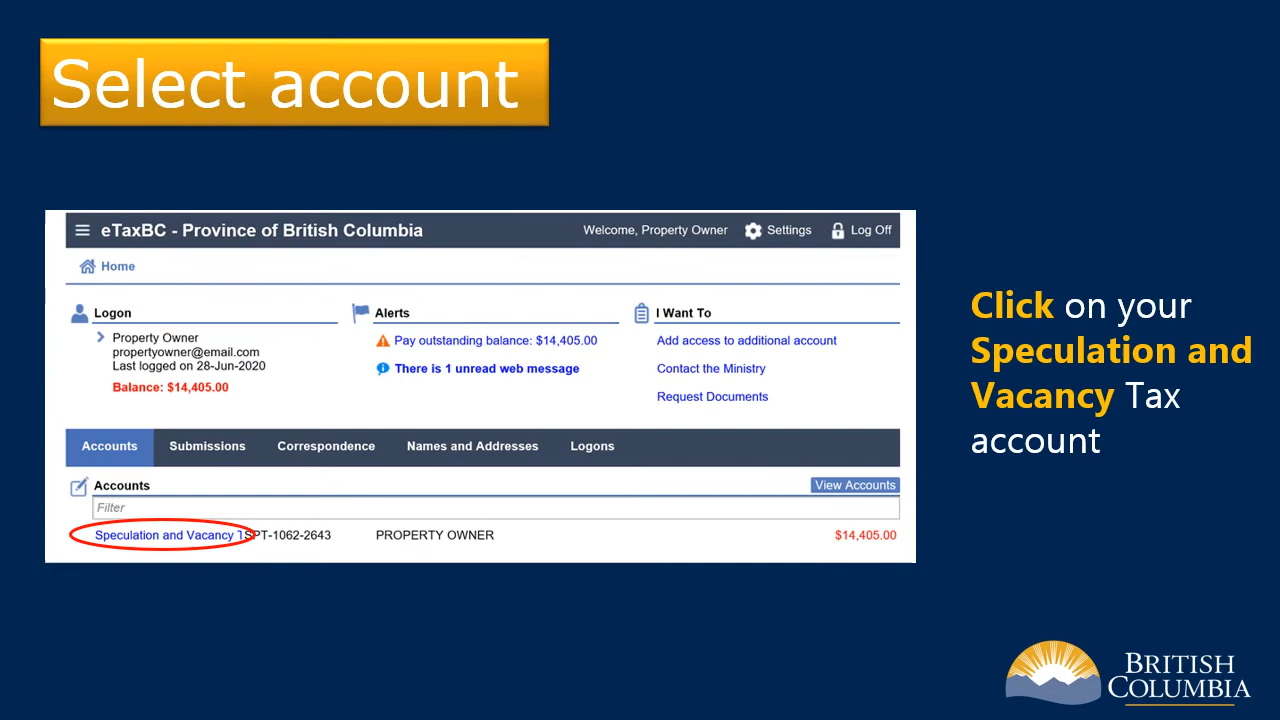 Select account
eTaxBC - Province of British Columbia
Welcome, Property Owner
Settings
Log Off
Home
Logon
Property Owner
propertyowner@email.com
Last logged on 28-Jun-2020
Balance: $14,405.00
Alerts
Pay outstanding balance: $14,405.00
There is 1 unread web message
I Want To
Add access to additional account
Contact the Ministry
Request Documents
Accounts Submissions Correspondence Names and Addresses Logons
Accounts
View Accounts
Filter
Speculation and Vacancy T SPT-1062-2643 PROPERTY OWNER $14,405.00
Click on your
Speculation and
Vacancy Tax
account
BRITISH
COLUMBIA